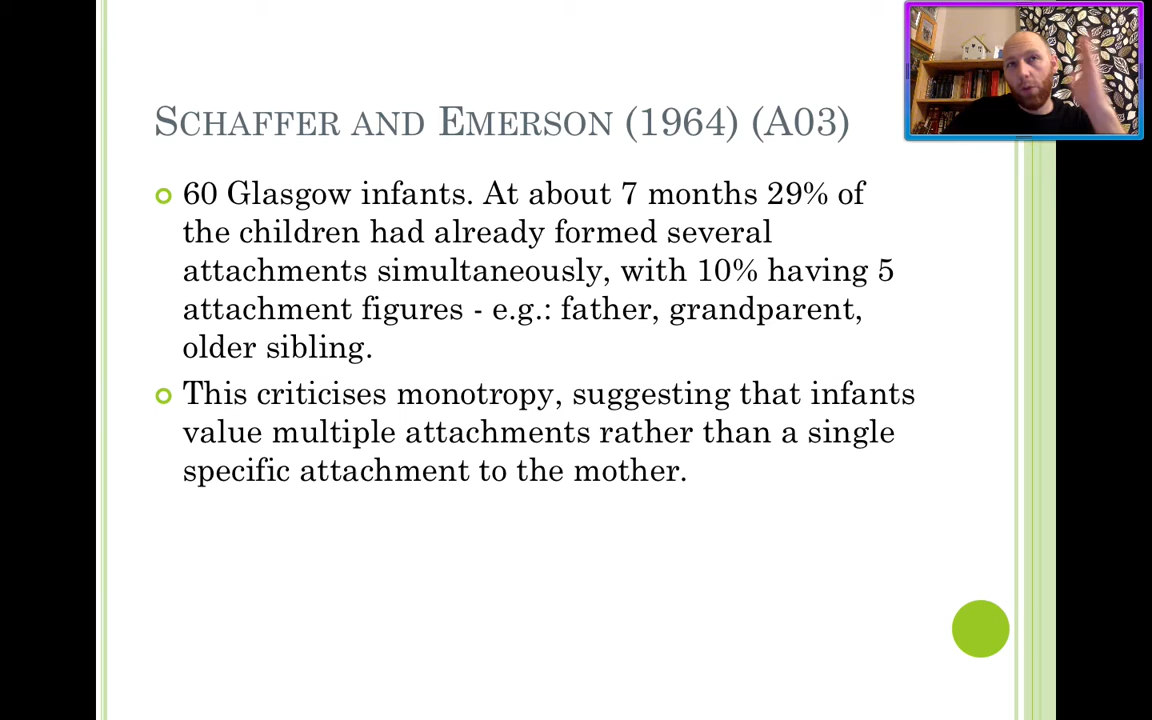 SCHAFFER AND EMERSON (1964) (A03)
60 Glasgow infants. At about 7 months 29% of
the children had already formed several
attachments simultaneously, with 10% having 5
attachment figures - e.g.: father, grandparent,
older sibling.
This criticises monotropy, suggesting that infants
value multiple attachments rather than a single
specific attachment to the mother.